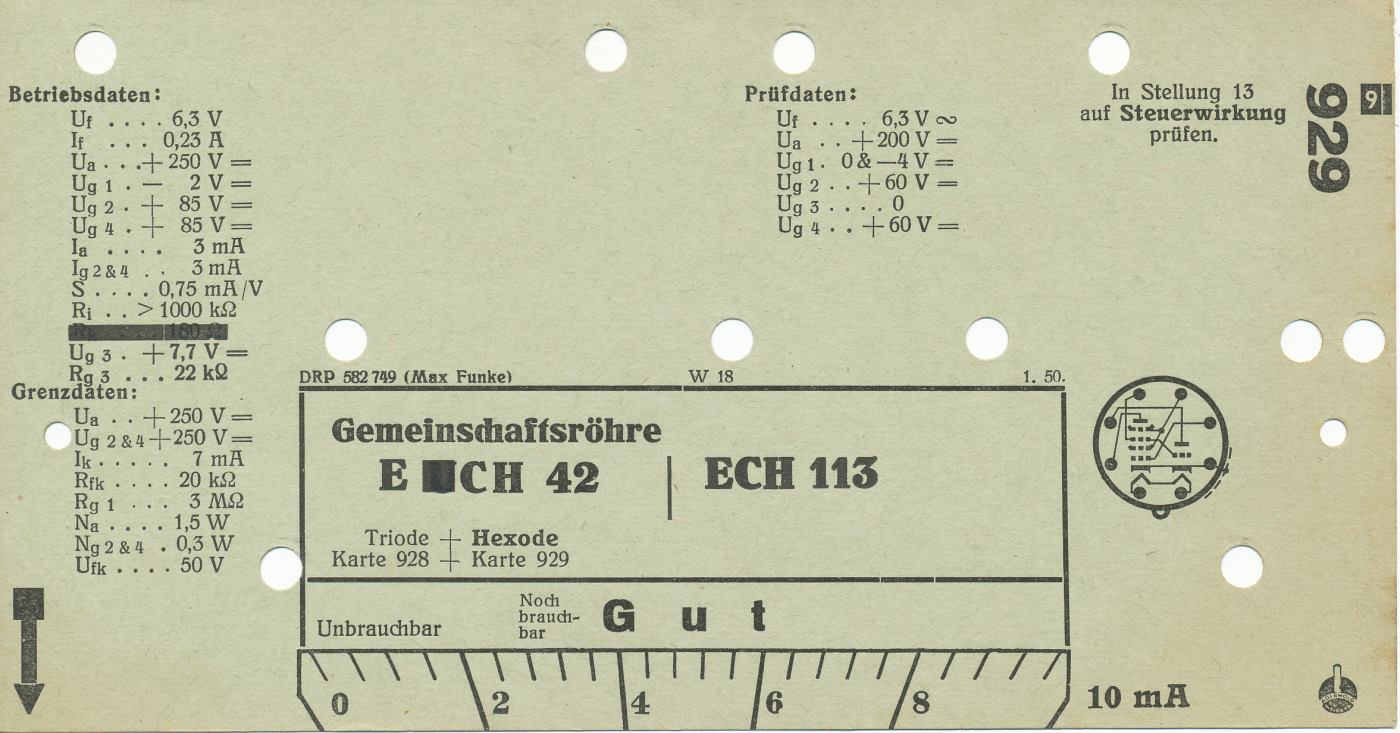 Betriebsdaten:
Uf . . . . 6,3 V
If . . . 0,23 A
Ua . . . + 250 V =
Ug 1 . — 2 V =
Ug 2 . + 85 V =
Ug 4 . + 85 V =
Ia . . . . 3 mA
Ig 2 & 4 . . 3 mA
S . . . . 0,75 mA/V
Ri . . > 1000 kΩ
180 Ω
Ug 3 . + 7,7 V =
Rg 3 . . . 22 kΩ
Grenzdaten:
Ua . . + 250 V =
Ug 2 & 4 + 250 V =
Ik . . . . . 7 mA
Rfk . . . . 20 kΩ
Rg 1 . . . 3 MΩ
Na . . . . 1,5 W
Ng 2 & 4 . 0,3 W
Ufk . . . . 50 V
Prüfdaten:
Uf . . . . 6,3 V ∾
Ua . . + 200 V =
Ug 1 . 0 & — 4 V =
Ug 2 . . + 60 V =
Ug 3 . . . . 0
Ug 4 . . + 60 V =
In Stellung 13
auf Steuerwirkung
prüfen.
9
929
DRP 582 749 (Max Funke) W 18 1. 50.
Gemeinschaftsröhre
E CH 42 | ECH 113
Triode + Hexode
Karte 928 + Karte 929
Unbrauchbar
Noch
brauch-
bar
Gut
0 2 4 6 8 10 mA